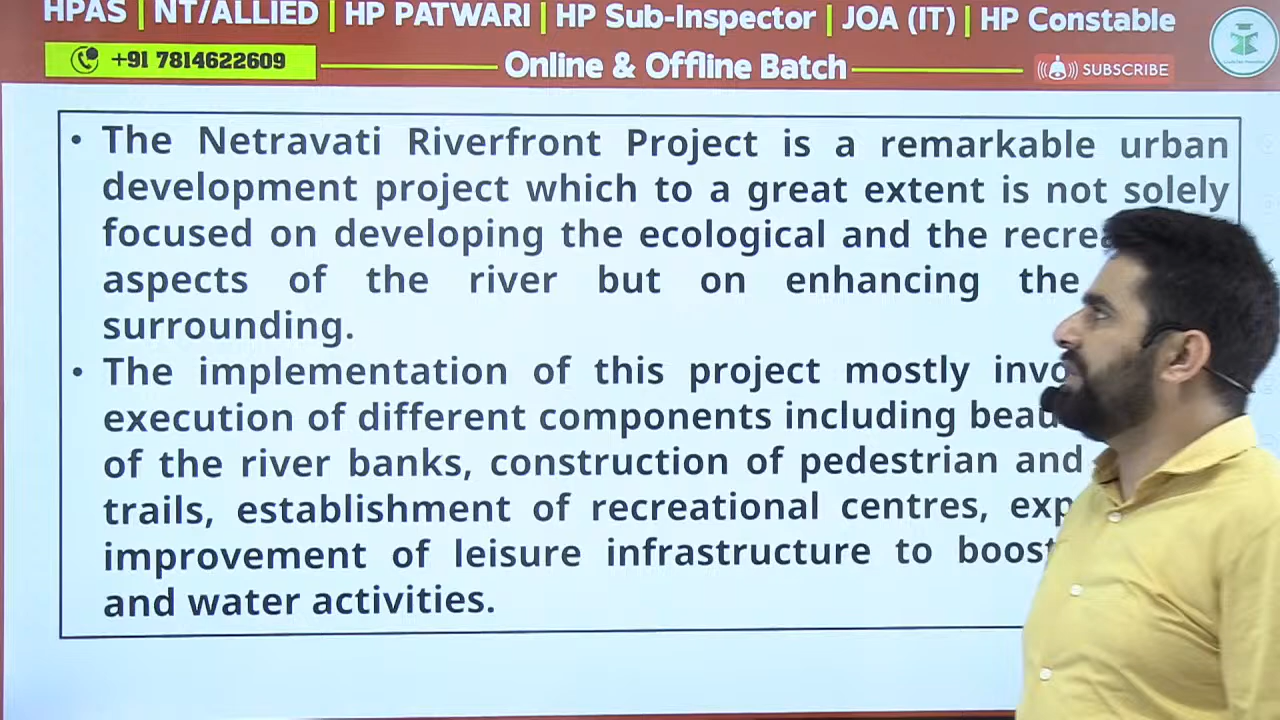 HPAS | NT/ALLIED | HP PATWARI | HP Sub-Inspector | JOA (IT) | HP Constable
+91 7814622609
Online & Offline Batch
SUBSCRIBE
• The Netravati Riverfront Project is a remarkable urban
development project which to a great extent is not solely
focused on developing the ecological and the
aspects of the river but on enhancing the
surrounding.
• The implementation of this project mostly
execution of different components including
of the river banks, construction of pedestrian and
trails, establishment of recreational centres,
improvement of leisure infrastructure to boost
and water activities.